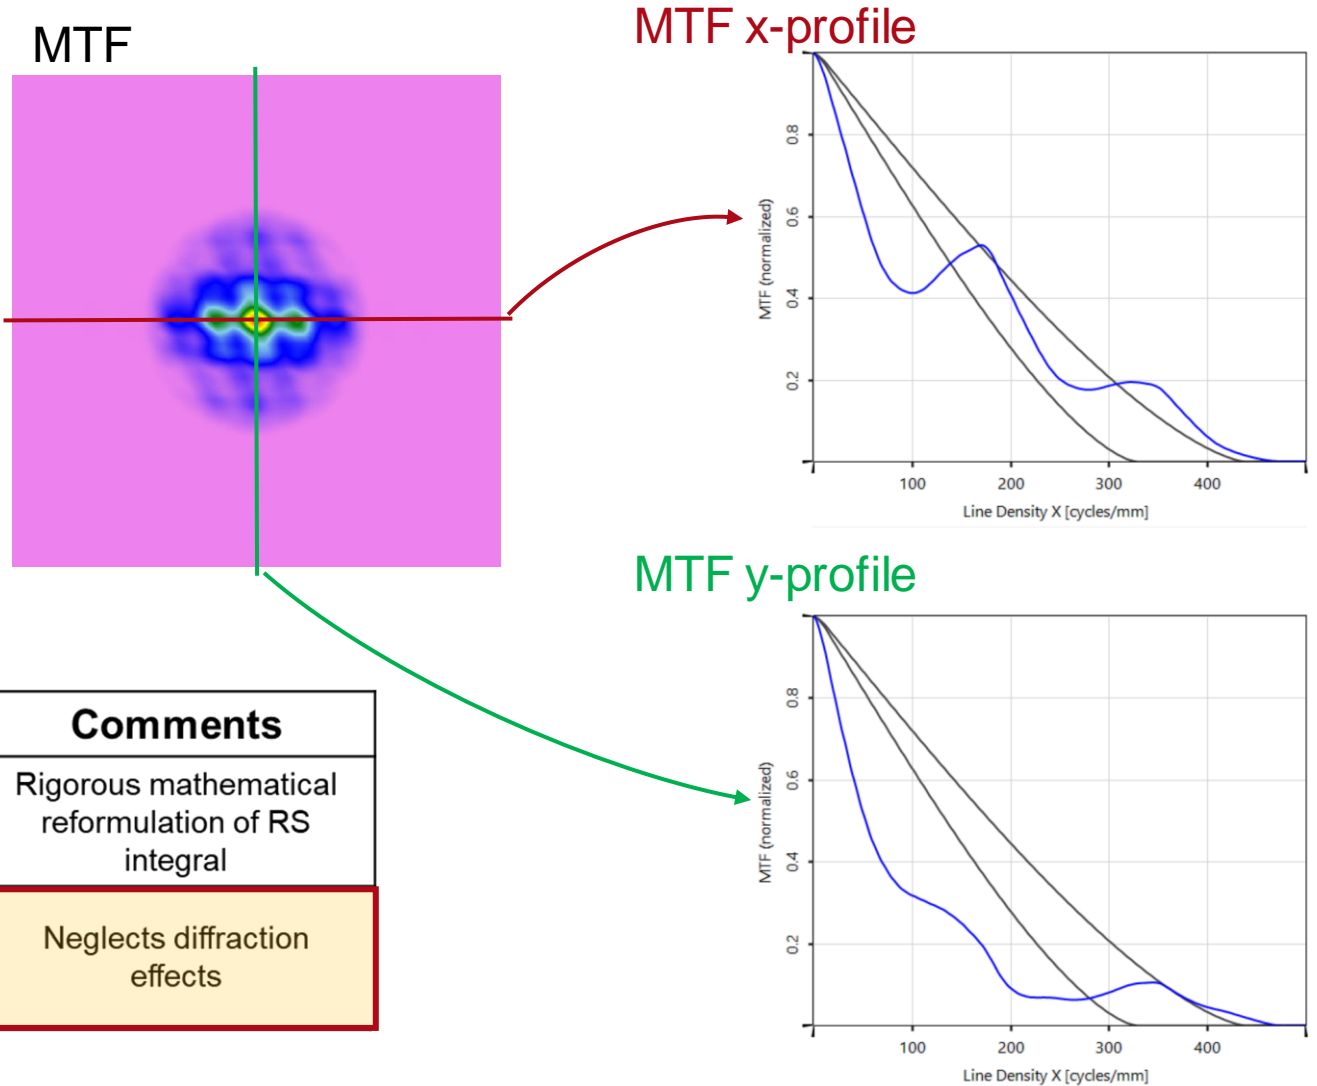 MTF
MTF x-profile
0.8
0.6
0.4
0.2
MTF (normalized)
100 200 300 400
Line Density X [cycles/mm]
MTF y-profile
0.8
0.6
0.4
0.2
MTF (normalized)
100 200 300 400
Line Density X [cycles/mm]
Comments
Rigorous mathematical
reformulation of RS
integral
Neglects diffraction
effects